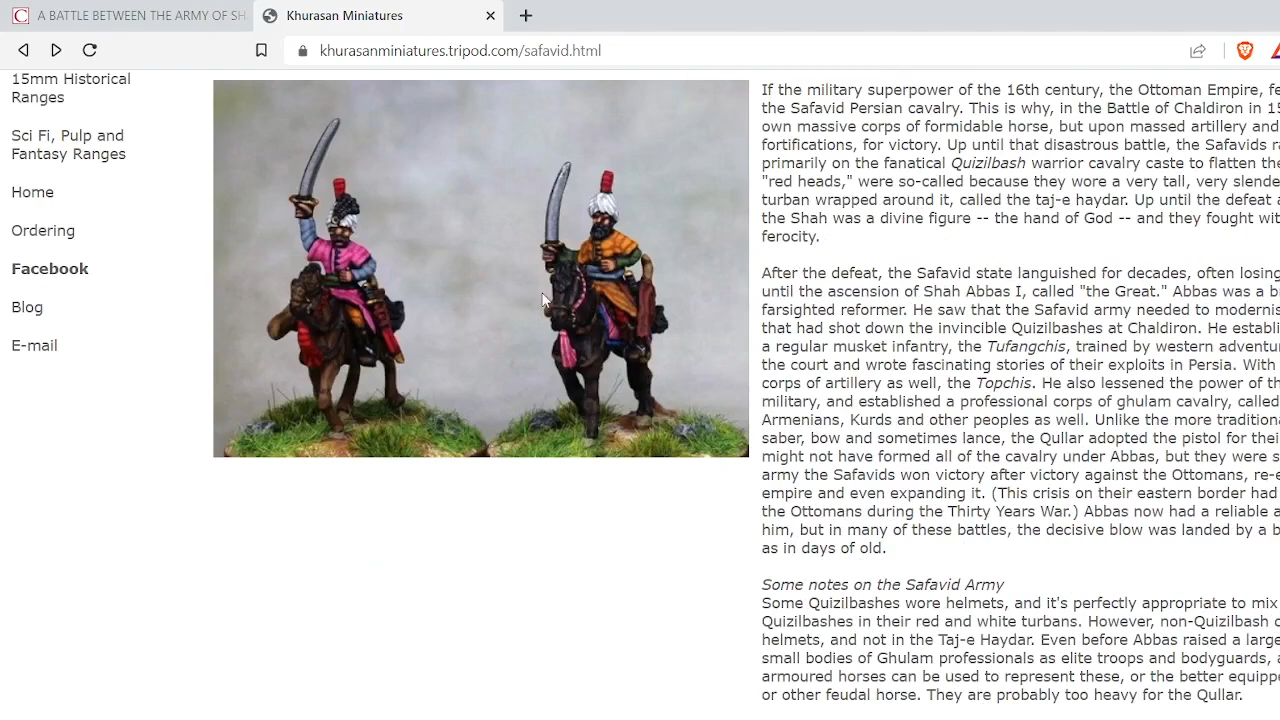 A BATTLE BETWEEN THE ARMY OF SH
Khurasan Miniatures
khurasanminiatures.tripod.com/safavid.html
15mm Historical
Ranges
Sci Fi, Pulp and
Fantasy Ranges
Home
Ordering
Facebook
Blog
E-mail
If the military superpower of the 16th century, the Ottoman Empire, fe
the Safavid Persian cavalry. This is why, in the Battle of Chaldiron in 15
own massive corps of formidable horse, but upon massed artillery and
fortifications, for victory. Up until that disastrous battle, the Safavids ra
primarily on the fanatical Quizilbash warrior cavalry caste to flatten the
"red heads," were so-called because they wore a very tall, very slende
turban wrapped around it, called the taj-e haydar. Up until the defeat a
the Shah was a divine figure -- the hand of God -- and they fought wit
ferocity.
After the defeat, the Safavid state languished for decades, often losing
until the ascension of Shah Abbas I, called "the Great." Abbas was a b
farsighted reformer. He saw that the Safavid army needed to modernis
that had shot down the invincible Quizilbashes at Chaldiron. He establ
a regular musket infantry, the Tufangchis, trained by western adventu
the court and wrote fascinating stories of their exploits in Persia. With
corps of artillery as well, the Topchis. He also lessened the power of th
military, and established a professional corps of ghulam cavalry, called
Armenians, Kurds and other peoples as well. Unlike the more traditiona
saber, bow and sometimes lance, the Qullar adopted the pistol for thei
might not have formed all of the cavalry under Abbas, but they were s
army the Safavids won victory after victory against the Ottomans, re-e
empire and even expanding it. (This crisis on their eastern border had
the Ottomans during the Thirty Years War.) Abbas now had a reliable a
him, but in many of these battles, the decisive blow was landed by a b
as in days of old.
Some notes on the Safavid Army
Some Quizilbashes wore helmets, and it's perfectly appropriate to mix
Quizilbashes in their red and white turbans. However, non-Quizilbash c
helmets, and not in the Taj-e Haydar. Even before Abbas raised a large
small bodies of Ghulam professionals as elite troops and bodyguards, a
armoured horses can be used to represent these, or the better equippe
or other feudal horse. They are probably too heavy for the Qullar.